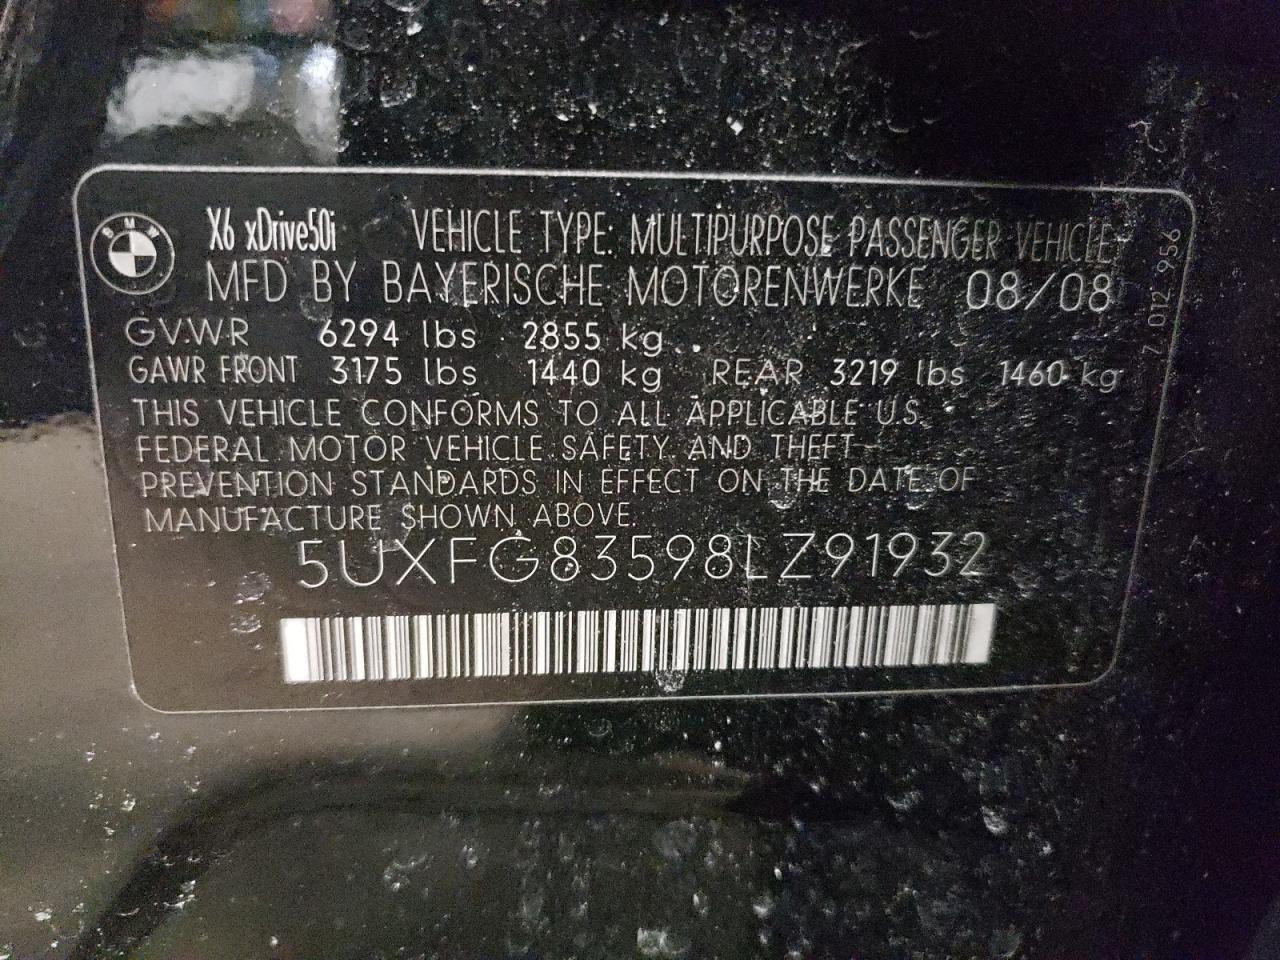 BMW
X6 xDrive50i VEHICLE TYPE: MULTIPURPOSE PASSENGER VEHICLE
MFD BY BAYERISCHE MOTORENWERKE 08/08
G.V.W.R 6294 lbs 2855 kg
GAWR FRONT 3175 lbs 1440 kg REAR 3219 lbs 1460 kg
THIS VEHICLE CONFORMS TO ALL APPLICABLE U.S.
FEDERAL MOTOR VEHICLE SAFETY AND THEFT
PREVENTION STANDARDS IN EFFECT ON THE DATE OF
MANUFACTURE SHOWN ABOVE.
5UXFG83598LZ91932
Z 012 956